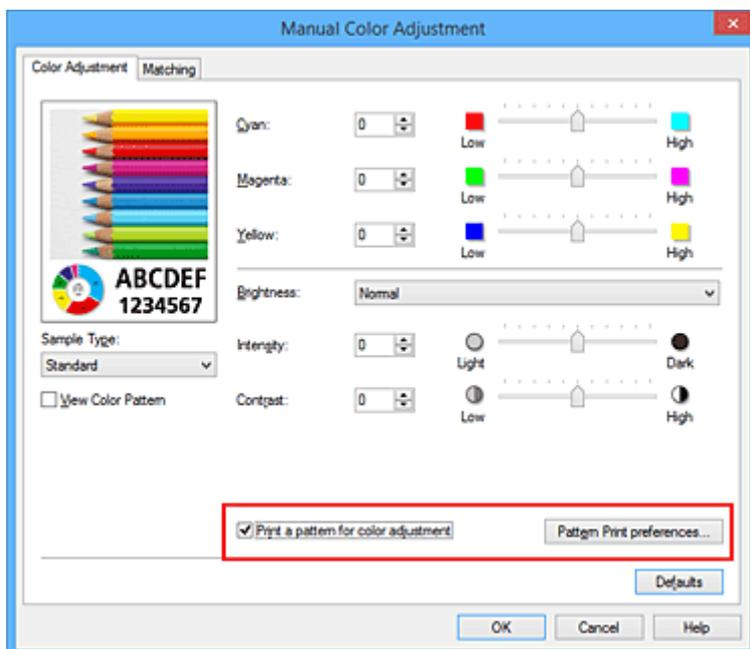 Manual Color Adjustment
Color Adjustment Matching
Cyan: 0 Low High
Magenta: 0 Low High
Yellow: 0 Low High
ABCDEF
1234567
Brightness: Normal
Sample Type:
Standard
Intensity: 0 Light Dark
View Color Pattern
Contrast: 0 Low High
Print a pattern for color adjustment Pattern Print preferences...
Defaults
OK Cancel Help